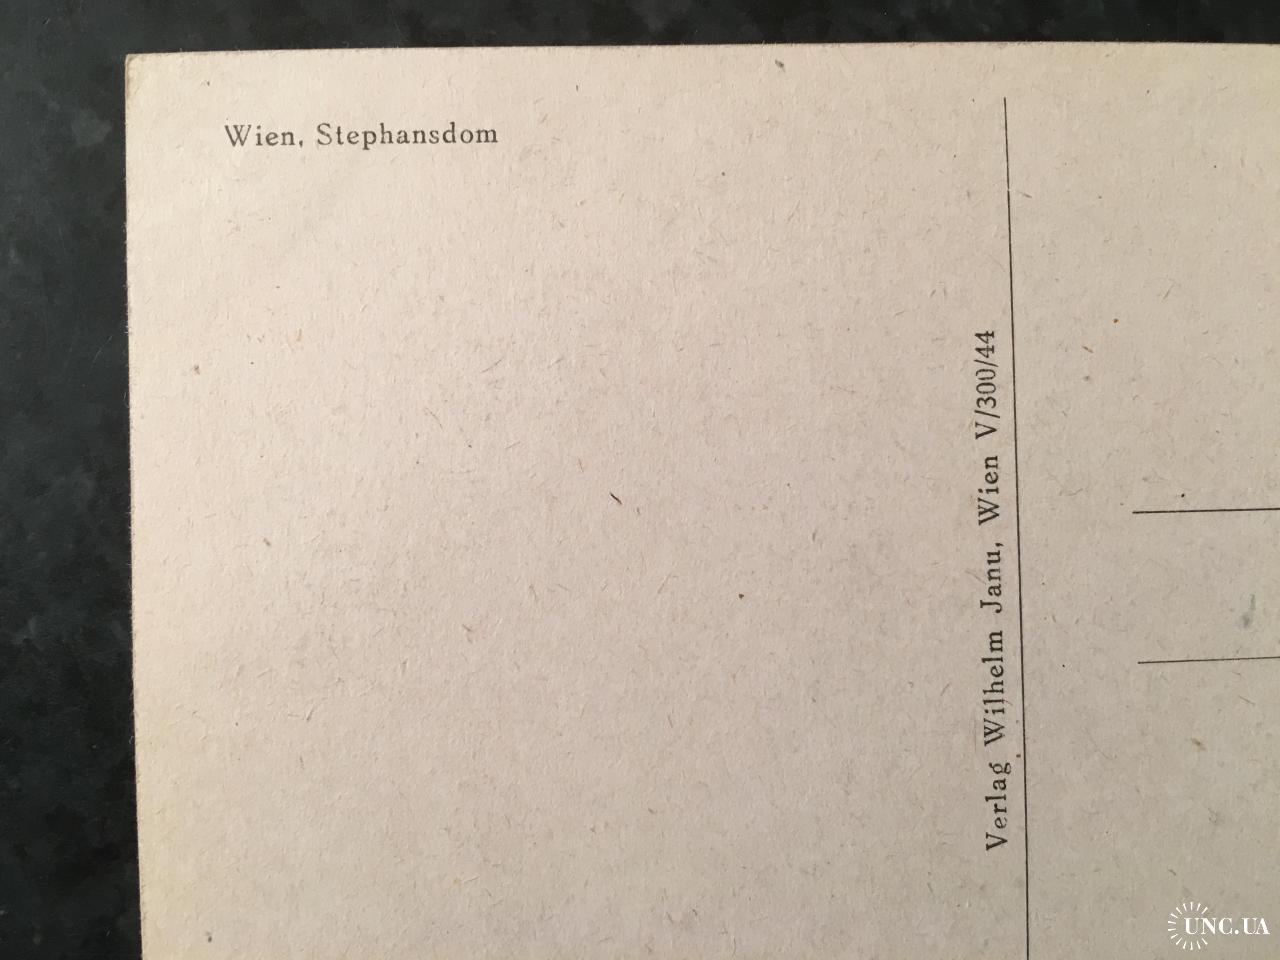 Wien, Stephansdom
Verlag Wilhelm Janu, Wien V/300/44
UNC.UA